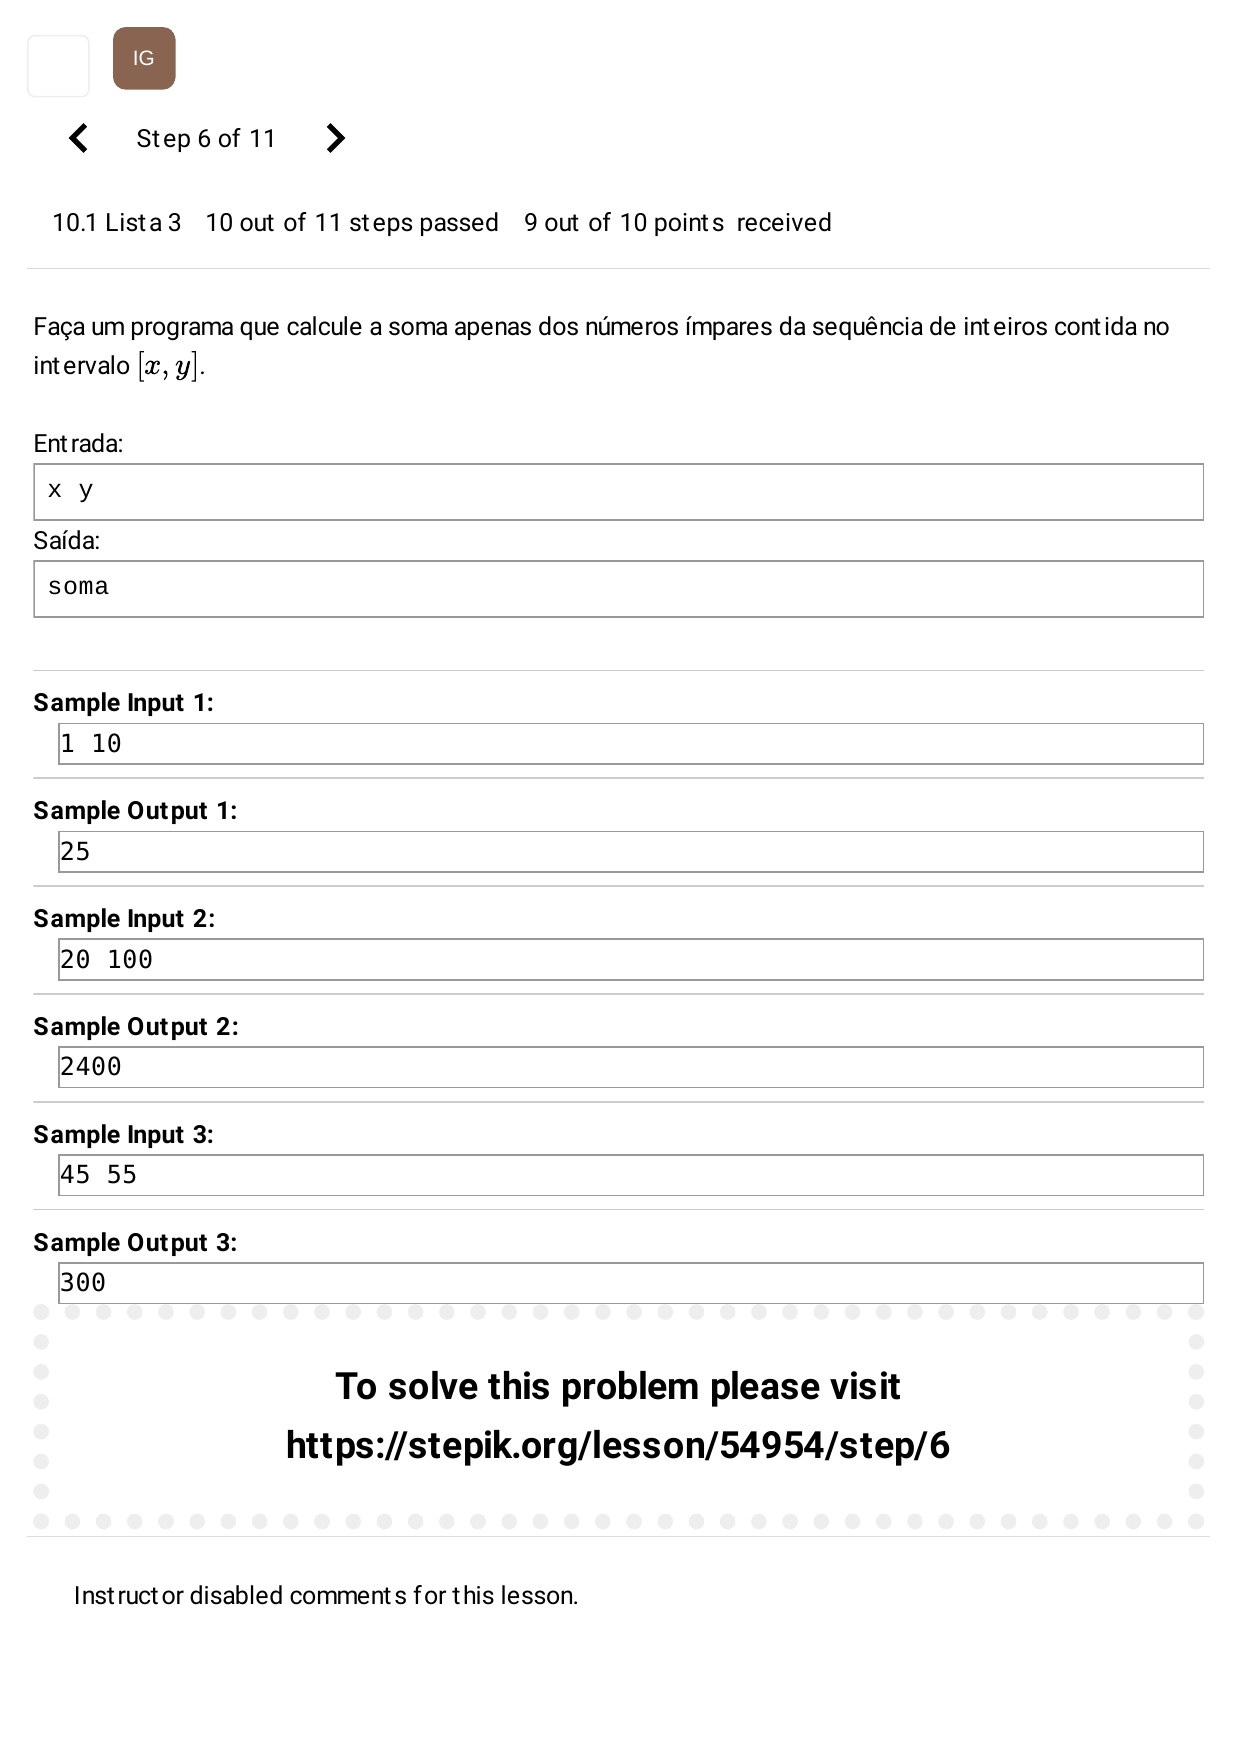 IG
Step 6 of 11
10.1 Lista 3 10 out of 11 steps passed 9 out of 10 points received
Faça um programa que calcule a soma apenas dos números ímpares da sequência de inteiros contida no
intervalo [x, y].
Entrada:
x y
Saída:
soma
Sample Input 1:
1 10
Sample Output 1:
25
Sample Input 2:
20 100
Sample Output 2:
2400
Sample Input 3:
45 55
Sample Output 3:
300
To solve this problem please visit
https://stepik.org/lesson/54954/step/6
Instructor disabled comments for this lesson.